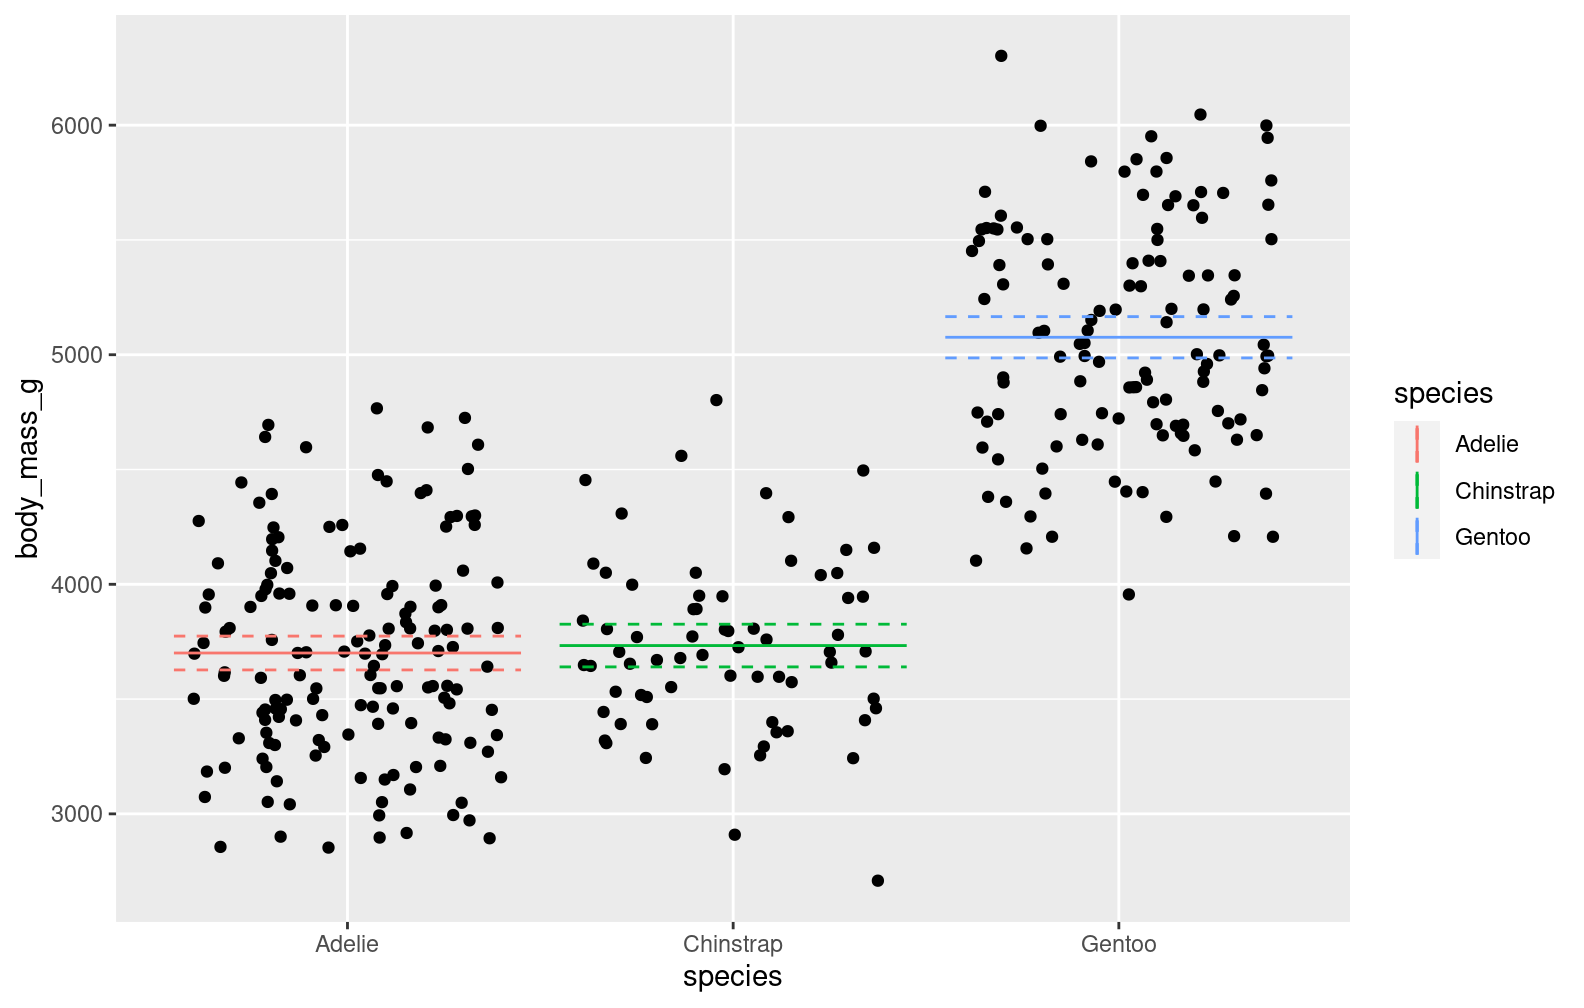 6000
5000
4000
3000
body_mass_g
Adelie
Chinstrap
Gentoo
species
species
Adelie
Chinstrap
Gentoo